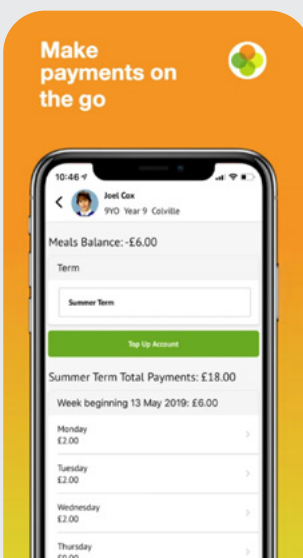 Make
payments on
the go
10:46
Joel Cox
9YO Year 9 Colville
Meals Balance: -£6.00
Term
Summer Term
Top Up Account
Summer Term Total Payments: £18.00
Week beginning 13 May 2019: £6.00
Monday
£2.00
Tuesday
£2.00
Wednesday
£2.00
Thursday
£0.00